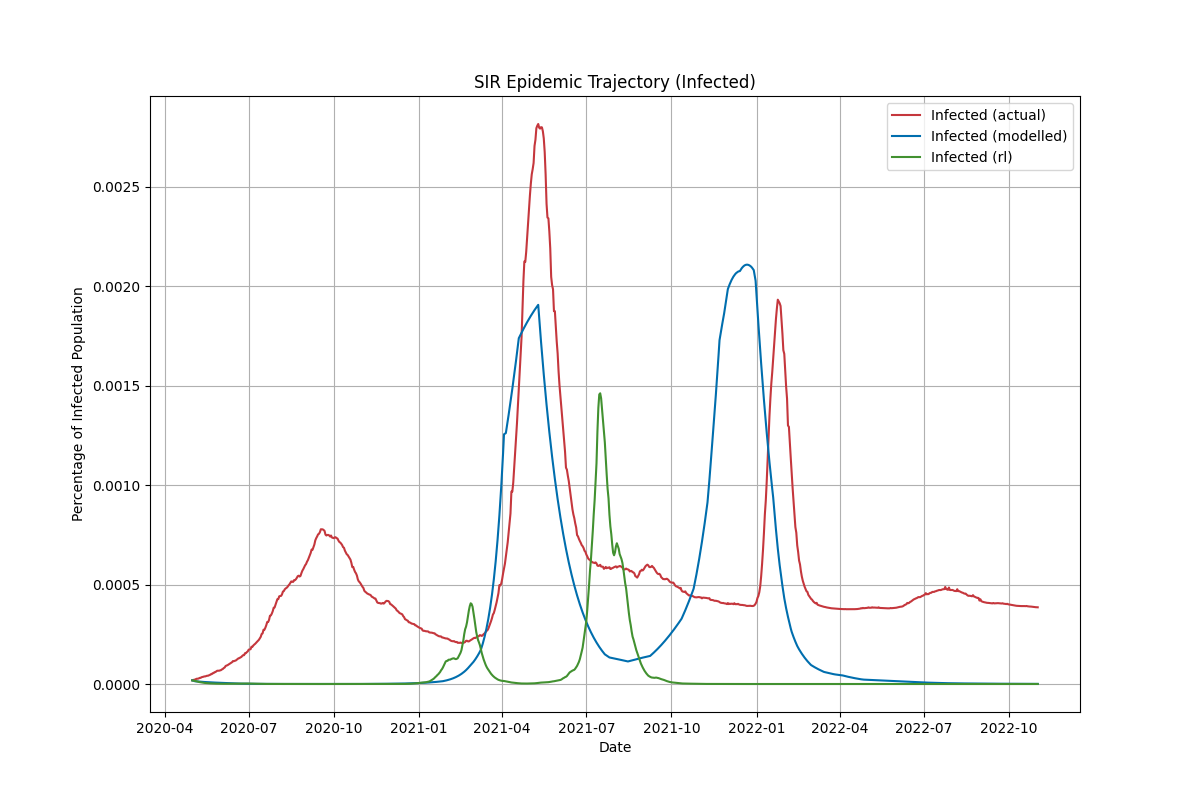 SIR Epidemic Trajectory (Infected)
Infected (actual)
Infected (modelled)
Infected (rl)
Percentage of Infected Population
0.0025
0.0020
0.0015
0.0010
0.0005
0.0000
2020-04 2020-07 2020-10 2021-01 2021-04 2021-07 2021-10 2022-01 2022-04 2022-07 2022-10
Date